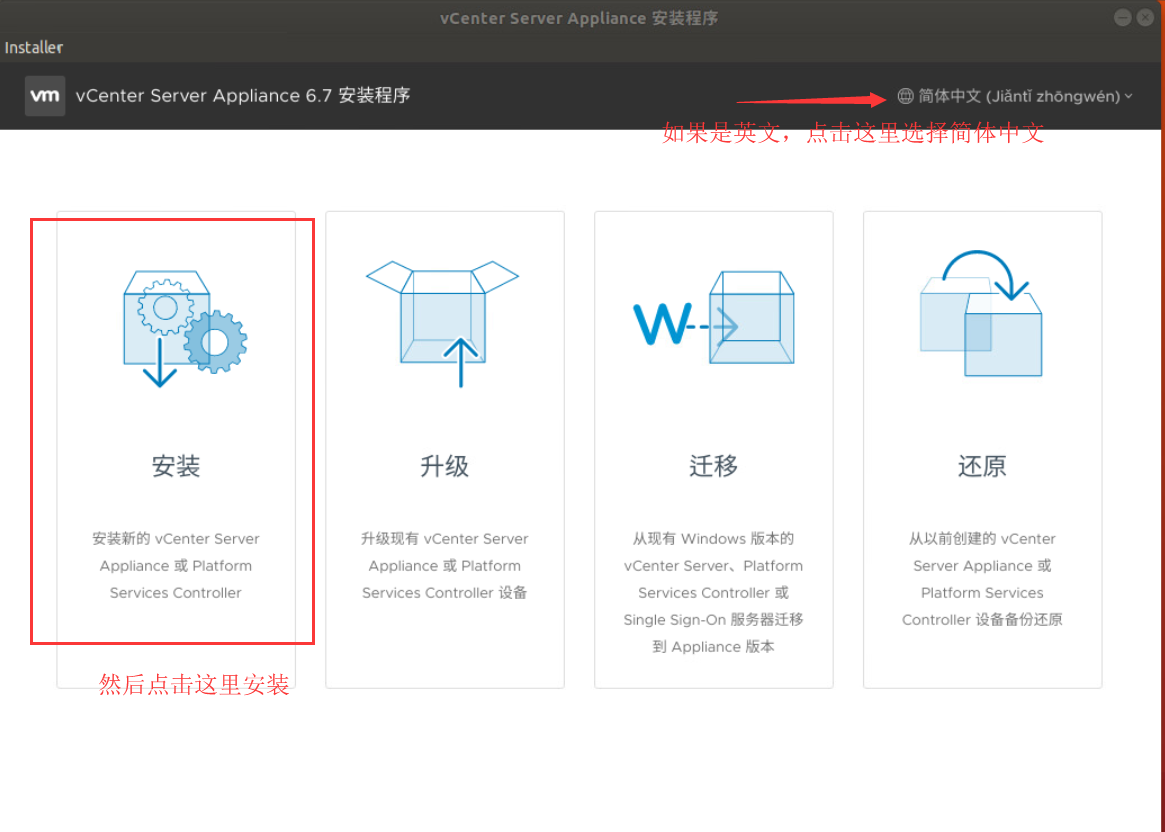 vCenter Server Appliance 安装程序
Installer
vm vCenter Server Appliance 6.7 安装程序
简体中文 (Jiǎntǐ zhōngwén)
如果是英文，点击这里选择简体中文
安装
安装新的 vCenter Server
Appliance 或 Platform
Services Controller
升级
升级现有 vCenter Server
Appliance 或 Platform
Services Controller 设备
W
迁移
从现有 Windows 版本的
vCenter Server、Platform
Services Controller 或
Single Sign-On 服务器迁移
到 Appliance 版本
还原
从以前创建的 vCenter
Server Appliance 或
Platform Services
Controller 设备备份还原
然后点击这里安装